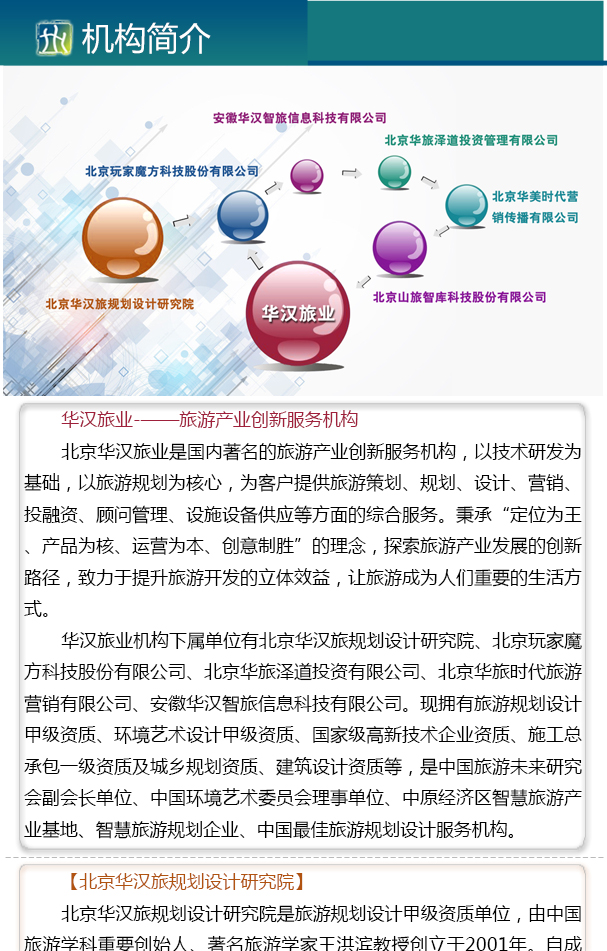 机构简介
安徽华汉智旅信息科技有限公司
北京华旅泽道投资管理有限公司
北京玩家魔方科技股份有限公司
北京华美时代营
销传播有限公司
北京华汉旅规划设计研究院
北京山旅智库科技股份有限公司
华汉旅业
华汉旅业-——旅游产业创新服务机构
北京华汉旅业是国内著名的旅游产业创新服务机构，以技术研发为
基础，以旅游规划为核心，为客户提供旅游策划、规划、设计、营销、
投融资、顾问管理、设施设备供应等方面的综合服务。秉承“定位为王
、产品为核、运营为本、创意制胜”的理念，探索旅游产业发展的创新
路径，致力于提升旅游开发的立体效益，让旅游成为人们重要的生活方
式。
华汉旅业机构下属单位有北京华汉旅规划设计研究院、北京玩家魔
方科技股份有限公司、北京华旅泽道投资有限公司、北京华旅时代旅游
营销有限公司、安徽华汉智旅信息科技有限公司。现拥有旅游规划设计
甲级资质、环境艺术设计甲级资质、国家级高新技术企业资质、施工总
承包一级资质及城乡规划资质、建筑设计资质等，是中国旅游未来研究
会副会长单位、中国环境艺术委员会理事单位、中原经济区智慧旅游产
业基地、智慧旅游规划企业、中国最佳旅游规划设计服务机构。
【北京华汉旅规划设计研究院】
北京华汉旅规划设计研究院是旅游规划设计甲级资质单位，由中国
旅游学科重要创始人、著名旅游学家王洪滨教授创立于2001年。自成